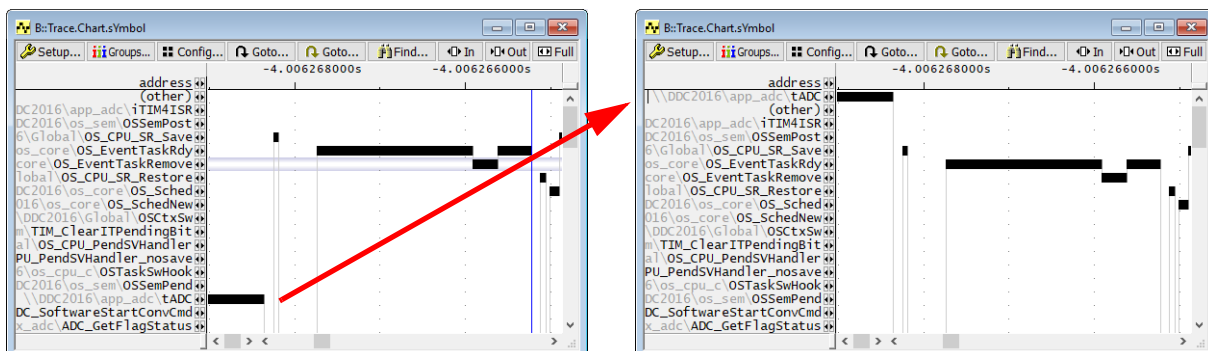 B::Trace.Chart.sYmbol
Setup... Groups... Config... Goto... Goto... Find... In Out Full
-4.006268000s -4.006266000s
address
(other)
DC2016\app_adc\iTIM4ISR
DC2016\os_sem\OSSemPost
6\Global\OS_CPU_SR_Save
os_core\OS_EventTaskRdy
core\OS_EventTaskRemove
lobal\OS_CPU_SR_Restore
DC2016\os_core\OS_Sched
016\os_core\OS_SchedNew
\DDC2016\Global\OSCtxSw
m\TIM_ClearITPendingBit
al\OS_CPU_PendSVHandler
PU_PendSVHandler_nosave
6\os_cpu_c\OSTaskSwHook
DC2016\os_sem\OSSemPend
\\DDC2016\app_adc\tADC
DC_SoftwareStartConvCmd
x_adc\ADC_GetFlagStatus
B::Trace.Chart.sYmbol
Setup... Groups... Config... Goto... Goto... Find... In Out Full
-4.006268000s -4.006266000s
address
\\DDC2016\app_adc\tADC
(other)
DC2016\app_adc\iTIM4ISR
DC2016\os_sem\OSSemPost
6\Global\OS_CPU_SR_Save
os_core\OS_EventTaskRdy
core\OS_EventTaskRemove
lobal\OS_CPU_SR_Restore
DC2016\os_core\OS_Sched
016\os_core\OS_SchedNew
\DDC2016\Global\OSCtxSw
m\TIM_ClearITPendingBit
al\OS_CPU_PendSVHandler
PU_PendSVHandler_nosave
6\os_cpu_c\OSTaskSwHook
DC2016\os_sem\OSSemPend
DC_SoftwareStartConvCmd
x_adc\ADC_GetFlagStatus